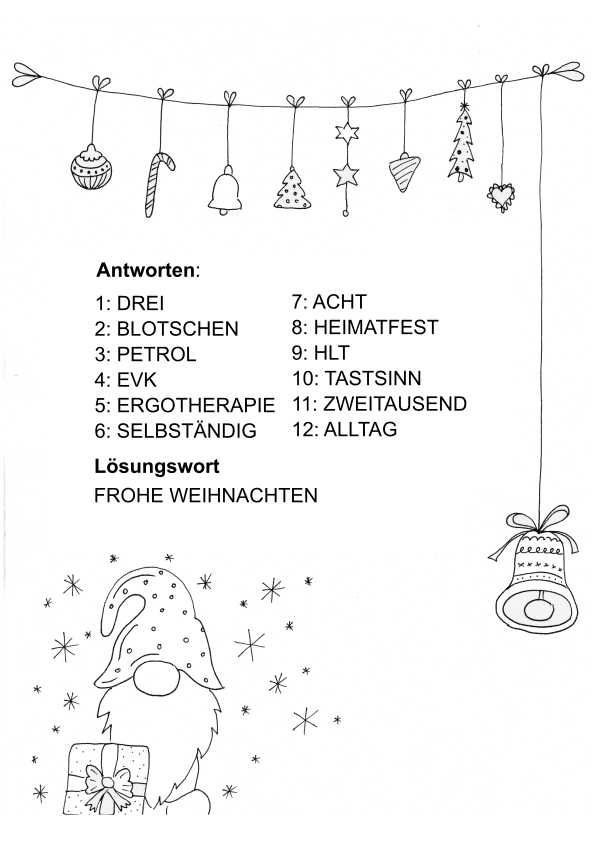 Antworten:
1: DREI
2: BLOTSCHEN
3: PETROL
4: EVK
5: ERGOTHERAPIE
6: SELBSTÄNDIG
7: ACHT
8: HEIMATFEST
9: HLT
10: TASTSINN
11: ZWEITAUSEND
12: ALLTAG
Lösungswort
FROHE WEIHNACHTEN